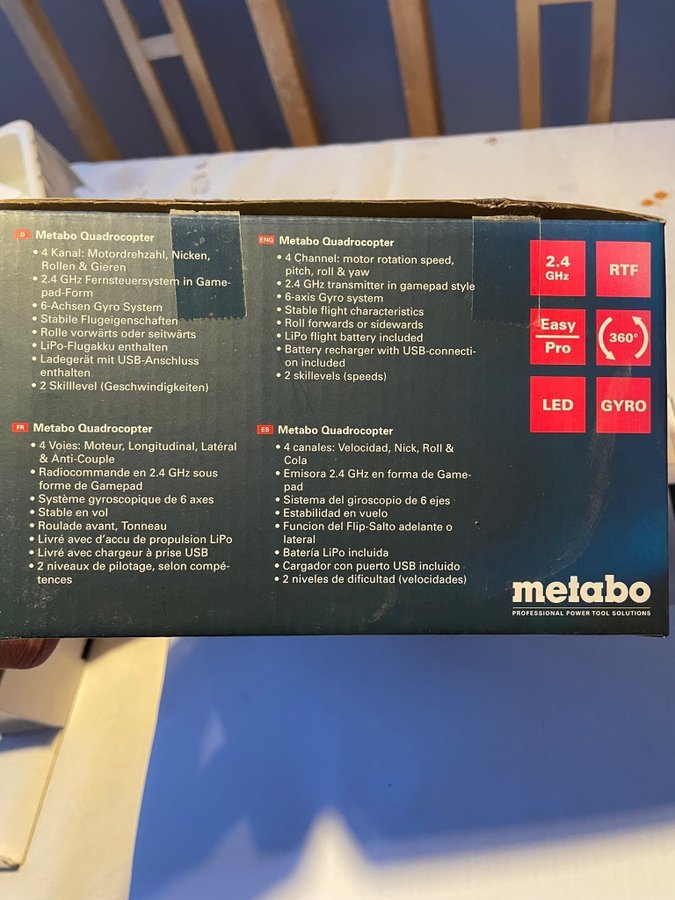 D Metabo Quadrocopter
• 4 Kanal: Motordrehzahl, Nicken,
Rollen & Gieren
• 2.4 GHz Fernsteuersystem in Game-
pad-Form
• 6-Achsen Gyro System
• Stabile Flugeigenschaften
• Rolle vorwärts oder seitwärts
• LiPo-Flugakku enthalten
• Ladegerät mit USB-Anschluss
enthalten
• 2 Skilllevel (Geschwindigkeiten)
ENG Metabo Quadrocopter
• 4 Channel: motor rotation speed,
pitch, roll & yaw
• 2.4 GHz transmitter in gamepad style
• 6-axis Gyro system
• Stable flight characteristics
• Roll forwards or sidewards
• LiPo flight battery included
• Battery recharger with USB-connecti-
on included
• 2 skillevels (speeds)
FR Metabo Quadrocopter
• 4 Voies: Moteur, Longitudinal, Latéral
& Anti-Couple
• Radiocommande en 2.4 GHz sous
forme de Gamepad
• Système gyroscopique de 6 axes
• Stable en vol
• Roulade avant, Tonneau
• Livré avec d'accu de propulsion LiPo
• Livré avec chargeur à prise USB
• 2 niveaux de pilotage, selon compé-
tences
ES Metabo Quadrocopter
• 4 canales: Velocidad, Nick, Roll &
Cola
• Emisora 2.4 GHz en forma de Game-
pad
• Sistema del giroscopio de 6 ejes
• Estabilidad en vuelo
• Funcion del Flip-Salto adelante o
lateral
• Batería LiPo incluida
• Cargador con puerto USB incluido
• 2 niveles de dificultad (velocidades)
2.4
GHz
RTF
Easy
Pro
360°
LED
GYRO
metabo
PROFESSIONAL POWER TOOL SOLUTIONS